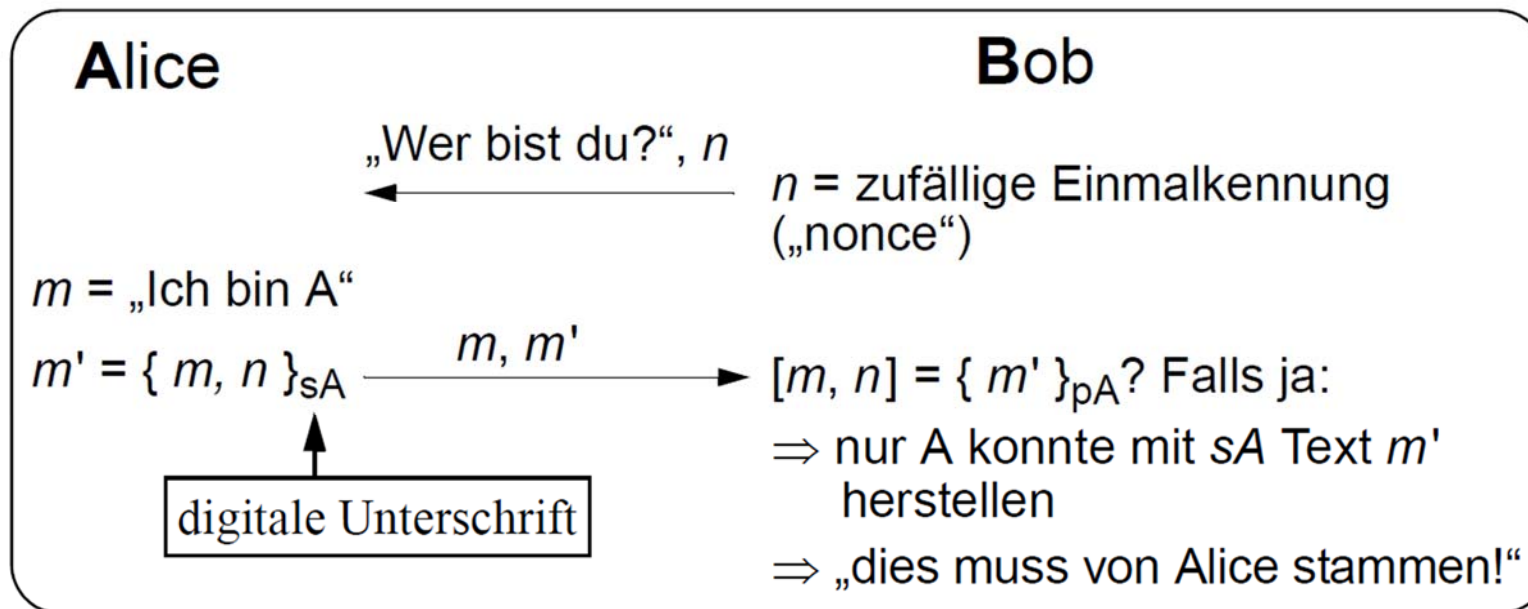 Alice
Bob
„Wer bist du?“, n
n = zufällige Einmalkennung
(„nonce“)
m = „Ich bin A“
m' = { m, n }sA
m, m'
[m, n] = { m' }pA? Falls ja:
⇒ nur A konnte mit sA Text m'
herstellen
digitale Unterschrift
⇒ „dies muss von Alice stammen!“